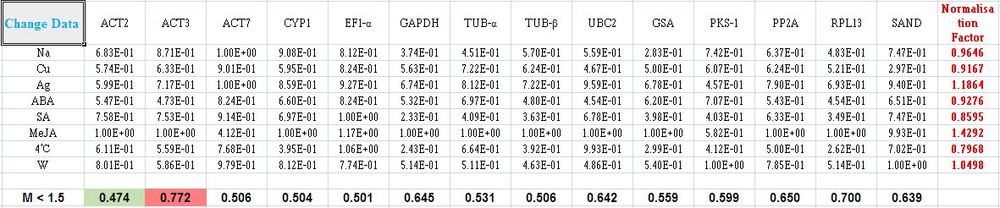 Change Data ACT2 ACT3 ACT7 CYP1 EF1-α GAPDH TUB-α TUB-β UBC2 GSA PKS-1 PP2A RPL13 SAND Normalisa
tion
Factor
Na 6.83E-01 8.71E-01 1.00E+00 9.08E-01 8.12E-01 3.74E-01 4.51E-01 5.70E-01 5.59E-01 2.83E-01 7.42E-01 6.37E-01 4.83E-01 7.47E-01 0.9646
Cu 5.74E-01 6.33E-01 9.01E-01 5.95E-01 8.24E-01 5.63E-01 7.22E-01 6.24E-01 4.67E-01 5.00E-01 6.07E-01 6.24E-01 5.21E-01 2.97E-01 0.9167
Ag 5.99E-01 7.17E-01 1.00E+00 8.59E-01 9.27E-01 6.74E-01 8.12E-01 7.22E-01 9.59E-01 6.78E-01 4.57E-01 7.90E-01 6.93E-01 9.40E-01 1.1864
ABA 5.47E-01 4.73E-01 8.24E-01 6.60E-01 8.24E-01 5.32E-01 6.97E-01 4.80E-01 4.54E-01 6.20E-01 7.07E-01 5.43E-01 4.54E-01 6.51E-01 0.9276
SA 7.58E-01 7.53E-01 9.14E-01 6.97E-01 1.00E+00 2.33E-01 4.09E-01 3.63E-01 6.78E-01 3.98E-01 4.03E-01 6.33E-01 3.49E-01 7.47E-01 0.8595
MeJA 1.00E+00 1.00E+00 4.12E-01 1.00E+00 1.17E+00 1.00E+00 1.00E+00 1.00E+00 1.00E+00 1.00E+00 5.82E-01 1.00E+00 1.00E+00 9.93E-01 1.4292
4℃ 6.11E-01 5.59E-01 7.68E-01 3.95E-01 1.06E+00 2.43E-01 6.64E-01 3.92E-01 9.93E-01 2.99E-01 4.12E-01 5.00E-01 2.62E-01 7.02E-01 0.7968
W 8.01E-01 5.86E-01 9.79E-01 8.12E-01 7.74E-01 5.14E-01 5.11E-01 4.63E-01 4.86E-01 5.40E-01 1.00E+00 7.85E-01 5.14E-01 1.00E+00 1.0498
M < 1.5 0.474 0.772 0.506 0.504 0.501 0.645 0.531 0.506 0.642 0.559 0.599 0.650 0.700 0.639